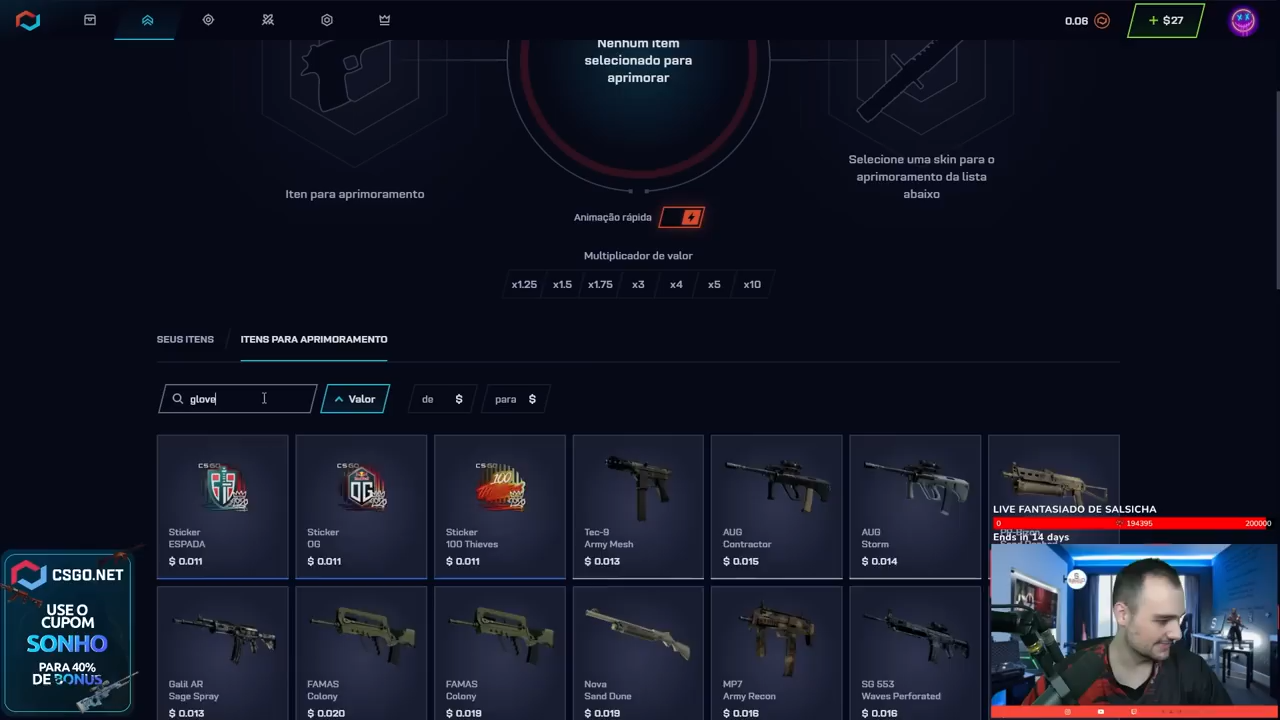 0.06
+ $27
Nenhum item
selecionado para
aprimorar
Selecione uma skin para o
aprimoramento da lista
abaixo
Iten para aprimoramento
Animação rápida
Multiplicador de valor
x1.25 x1.5 x1.75 x3 x4 x5 x10
SEUS ITENS ITENS PARA APRIMORAMENTO
glove Valor de $ para $
Sticker
ESPADA
$ 0.011
Sticker
OG
$ 0.011
Sticker
100 Thieves
$ 0.011
Tec-9
Army Mesh
$ 0.013
AUG
Contractor
$ 0.015
AUG
Storm
$ 0.014
LIVE FANTASIADO DE SALSICHA
0 194395 200000
Ends in 14 days
CSGO.NET
USE O
CUPOM
SONHO
PARA 40%
DE BONUS
Galil AR
Sage Spray
$ 0.013
FAMAS
Colony
$ 0.020
FAMAS
Colony
$ 0.019
Nova
Sand Dune
$ 0.019
MP7
Army Recon
$ 0.016
SG 553
Waves Perforated
$ 0.016